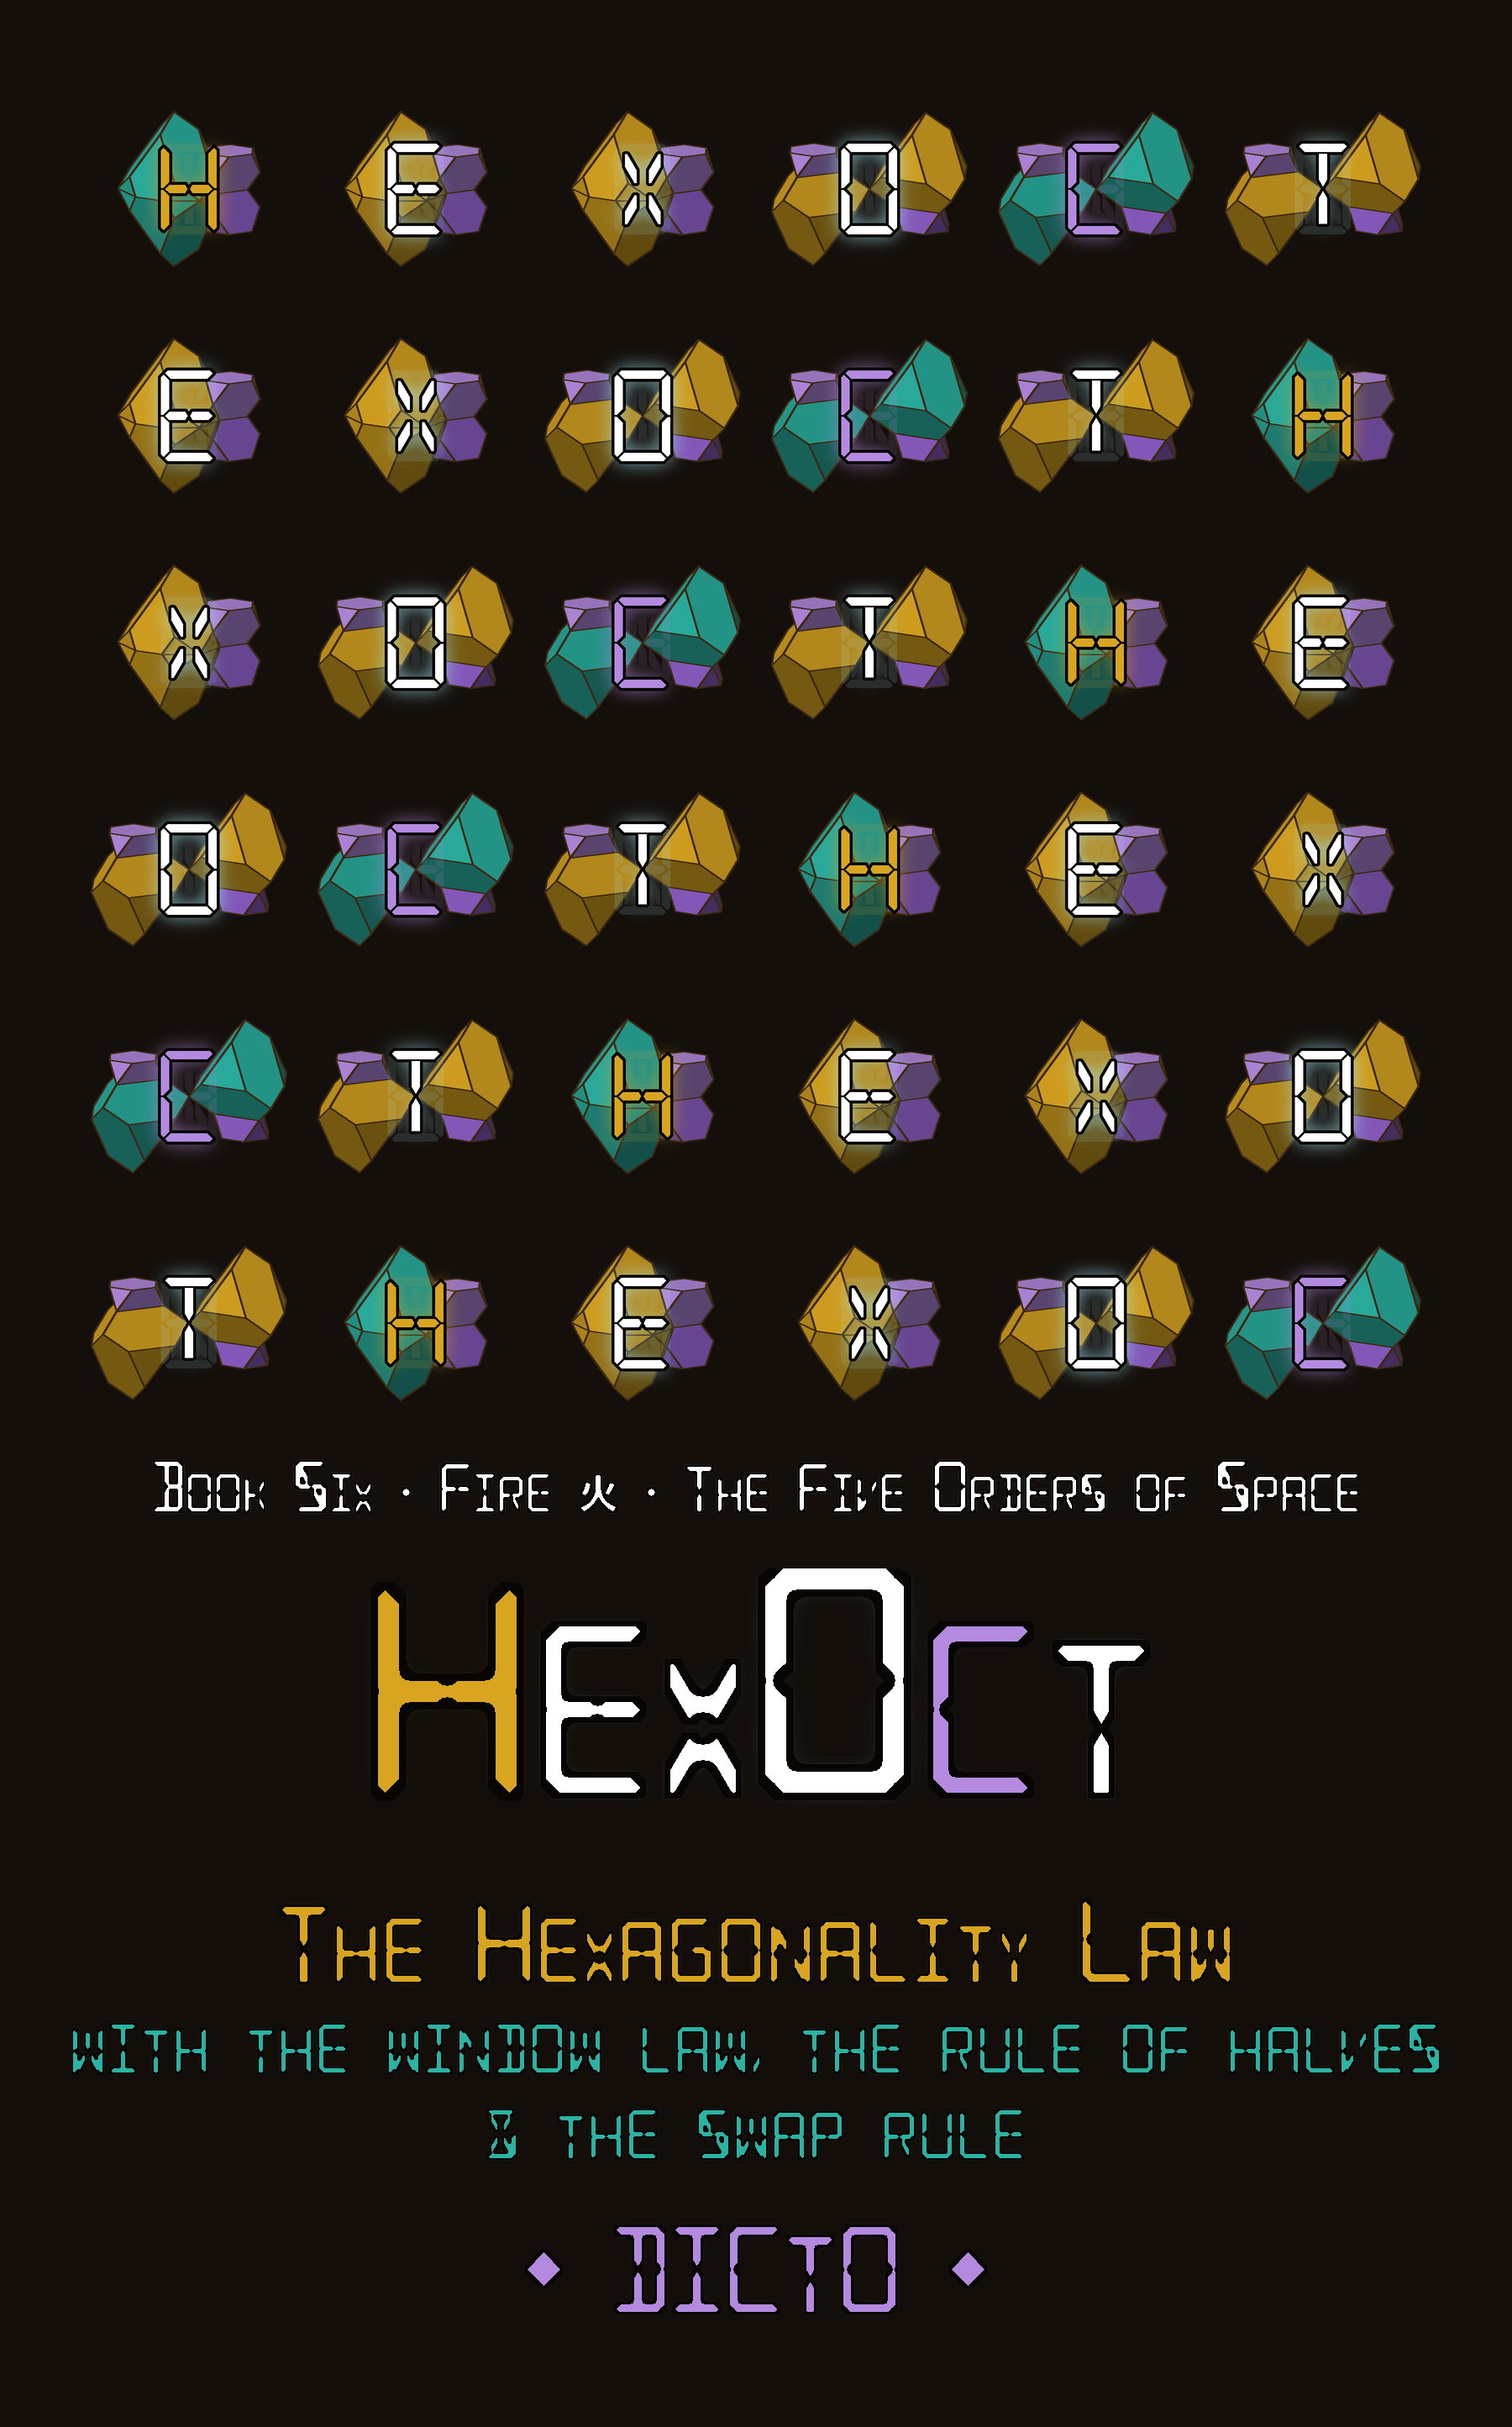 H E X O C T
E X O C T H
X O C T H E
O C T H E X
C T H E X O
T H E X O C
Book Six · Fire 火 · The Five Orders of Space
HexOct
The Hexagonality Law
with the window law, the rule of halves
& the swap rule
◆ DICTO ◆